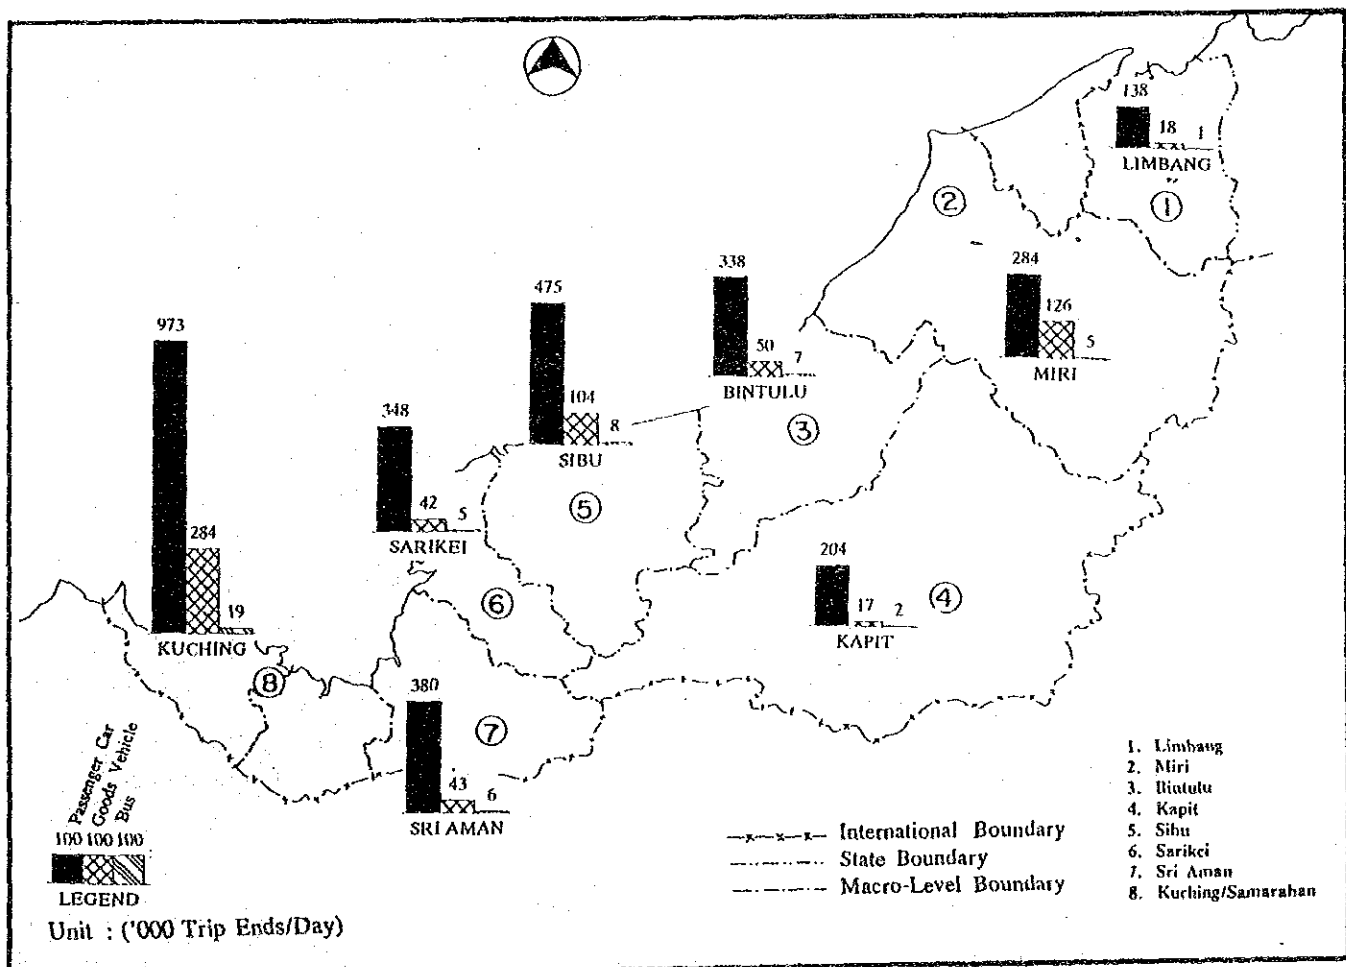 138
18
1
LIMBANG
①
②
284
126
5
MIRI
338
50
7
BINTULU
③
475
104
8
SIBU
⑤
973
284
19
KUCHING
⑧
348
42
5
SARIKEI
⑥
204
17
2
KAPIT
④
380
43
6
SRI AMAN
⑦
Passenger Car
Goods Vehicle
Bus
100 100 100
LEGEND
Unit : ('000 Trip Ends/Day)
International Boundary
State Boundary
Macro-Level Boundary
1. Limbang
2. Miri
3. Bintulu
4. Kapit
5. Sibu
6. Sarikei
7. Sri Aman
8. Kuching/Samarahan